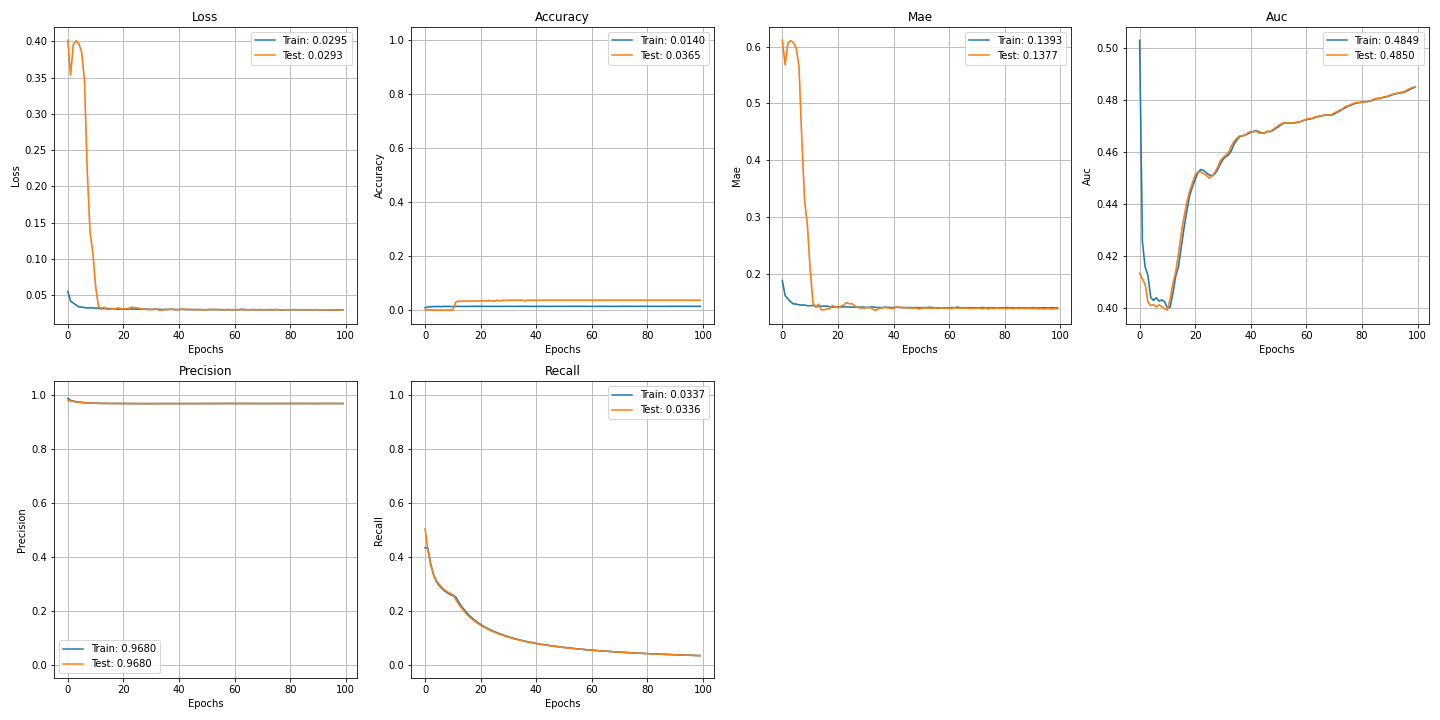 Loss
Train: 0.0295
Test: 0.0293
0.40
0.35
0.30
0.25
0.20
0.15
0.10
0.05
Loss
0 20 40 60 80 100
Epochs
Accuracy
Train: 0.0140
Test: 0.0365
1.0
0.8
0.6
0.4
0.2
0.0
Accuracy
0 20 40 60 80 100
Epochs
Mae
Train: 0.1393
Test: 0.1377
0.6
0.5
0.4
0.3
0.2
Mae
0 20 40 60 80 100
Epochs
Auc
Train: 0.4849
Test: 0.4850
0.50
0.48
0.46
0.44
0.42
0.40
Auc
0 20 40 60 80 100
Epochs
Precision
1.0
0.8
0.6
0.4
0.2
0.0
Precision
Train: 0.9680
Test: 0.9680
0 20 40 60 80 100
Epochs
Recall
Train: 0.0337
Test: 0.0336
1.0
0.8
0.6
0.4
0.2
0.0
Recall
0 20 40 60 80 100
Epochs